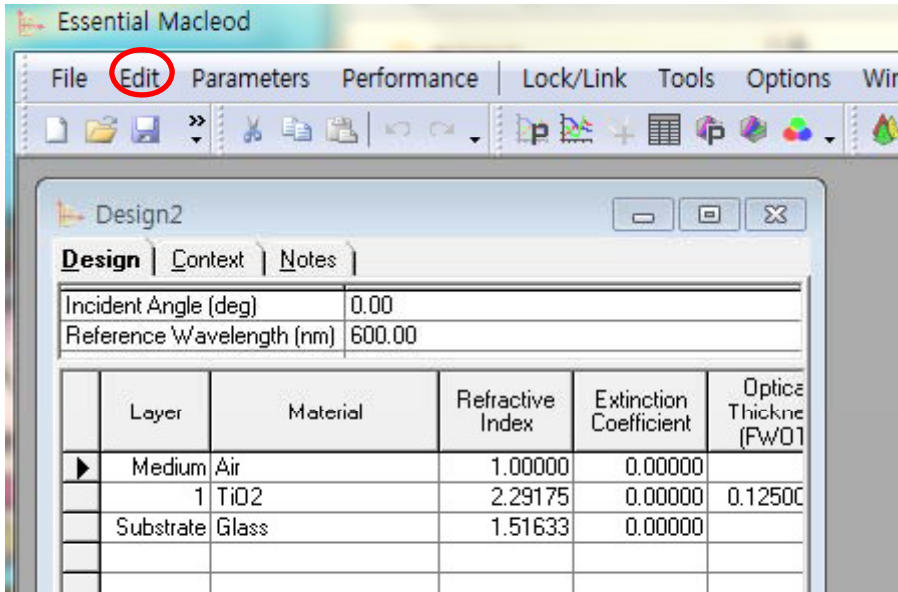 Essential Macleod
File Edit Parameters Performance Lock/Link Tools Options
Design2
Design Context Notes
Incident Angle (deg) 0.00
Reference Wavelength (nm) 600.00
Layer Material Refractive Index Extinction Coefficient
Medium Air 1.00000 0.00000
1 TiO2 2.29175 0.00000 0.12500
Substrate Glass 1.51633 0.00000